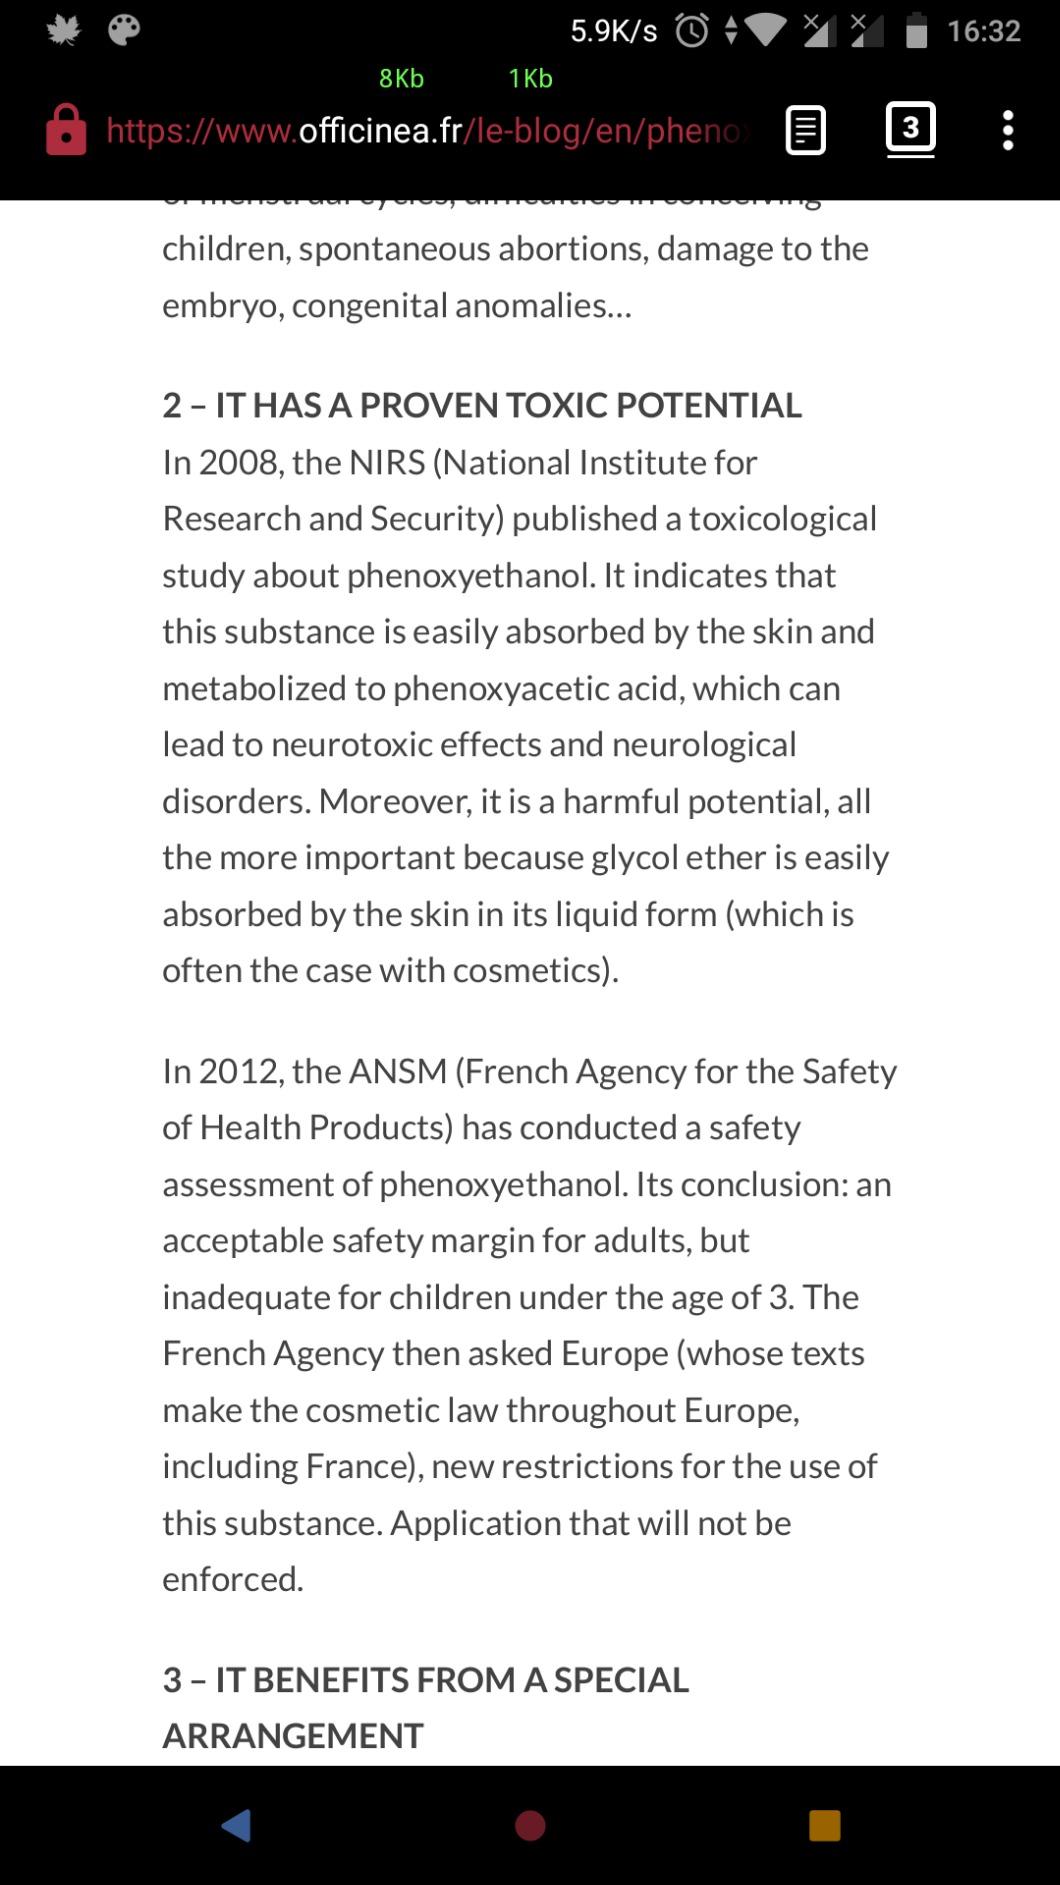 5.9K/s 16:32
8Kb 1Kb
https://www.officinea.fr/le-blog/en/pheno
3
of menstrual cycles, difficulties in conceiving
children, spontaneous abortions, damage to the
embryo, congenital anomalies...
2 – IT HAS A PROVEN TOXIC POTENTIAL
In 2008, the NIRS (National Institute for
Research and Security) published a toxicological
study about phenoxyethanol. It indicates that
this substance is easily absorbed by the skin and
metabolized to phenoxyacetic acid, which can
lead to neurotoxic effects and neurological
disorders. Moreover, it is a harmful potential, all
the more important because glycol ether is easily
absorbed by the skin in its liquid form (which is
often the case with cosmetics).
In 2012, the ANSM (French Agency for the Safety
of Health Products) has conducted a safety
assessment of phenoxyethanol. Its conclusion: an
acceptable safety margin for adults, but
inadequate for children under the age of 3. The
French Agency then asked Europe (whose texts
make the cosmetic law throughout Europe,
including France), new restrictions for the use of
this substance. Application that will not be
enforced.
3 – IT BENEFITS FROM A SPECIAL
ARRANGEMENT